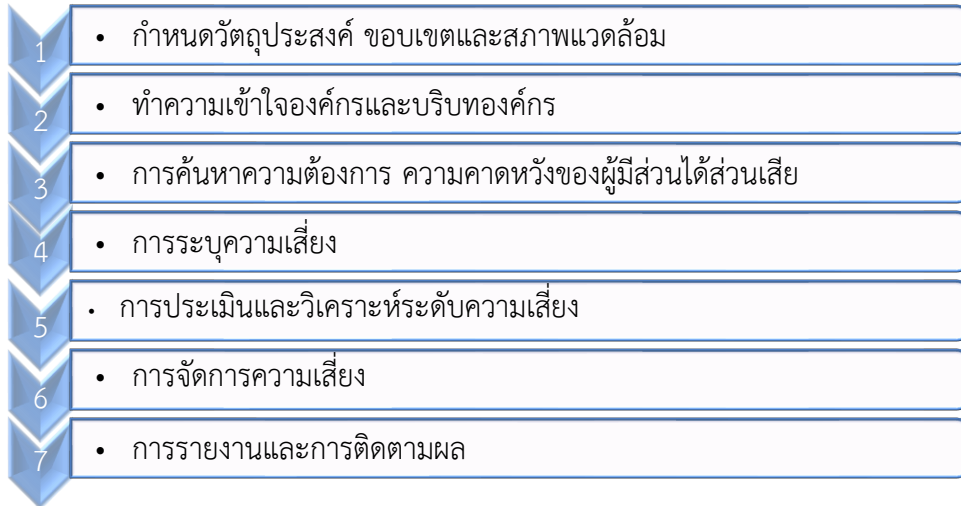 1 • กำหนดวัตถุประสงค์ ขอบเขตและสภาพแวดล้อม
2 • ทำความเข้าใจองค์กรและบริบทองค์กร
3 • การค้นหาความต้องการ ความคาดหวังของผู้มีส่วนได้ส่วนเสีย
4 • การระบุความเสี่ยง
5 • การประเมินและวิเคราะห์ระดับความเสี่ยง
6 • การจัดการความเสี่ยง
7 • การรายงานและการติดตามผล